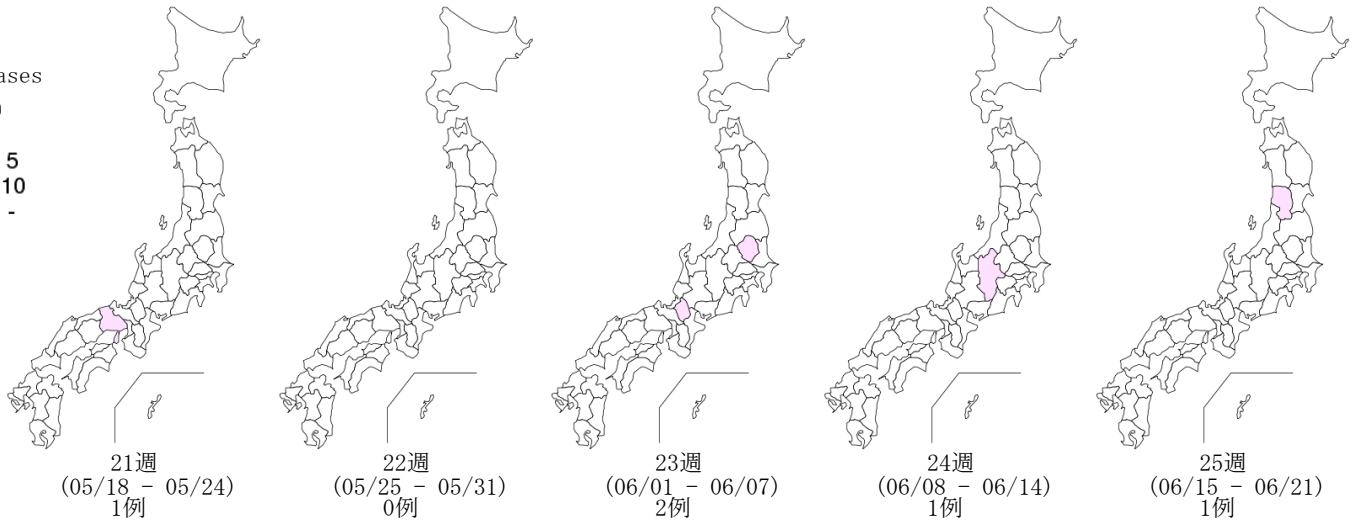 ases
5
10
-
21週
(05/18 - 05/24)
1例
22週
(05/25 - 05/31)
0例
23週
(06/01 - 06/07)
2例
24週
(06/08 - 06/14)
1例
25週
(06/15 - 06/21)
1例